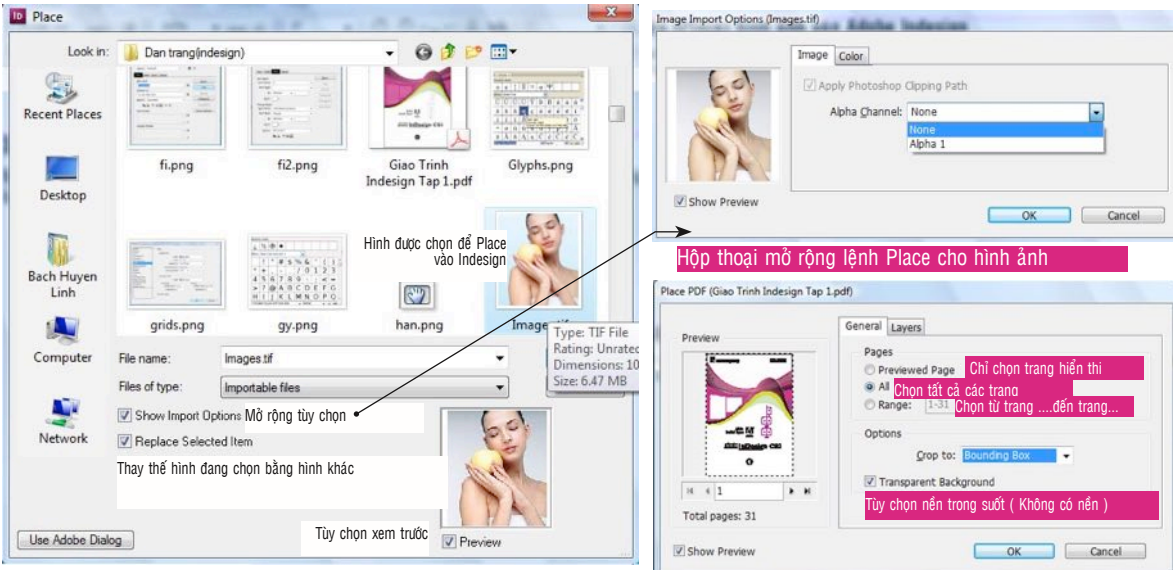 Place
Look in:
Dan trang(indesign)
Recent Places
Desktop
Bach Huyen
Linh
Computer
Network
fi.png
fi2.png
Giao Trinh
Indesign Tap 1.pdf
Glyphs.png
Hình được chọn để Place
vào Indesign
grids.png
gy.png
han.png
Type: TIF File
Dimensions: 10
Size: 6.47 MB
File name:
Images.tif
Files of type:
Importable files
Show Import Options
Mở rộng tùy chọn
Replace Selected Item
Thay thế hình đang chọn bằng hình khác
Tùy chọn xem trước
Preview
Use Adobe Dialog
Image Import Options (Images.tif)
Image
Color
Apply Photoshop Clipping Path
Alpha Channel:
None
None
Alpha 1
Show Preview
OK
Cancel
Hộp thoại mở rộng lệnh Place cho hình ảnh
Place PDF (Giao Trinh Indesign Tap 1.pdf)
Preview
1
Total pages: 31
Show Preview
General
Layers
Pages
Previewed Page
Chỉ chọn trang hiển thi
All
Chọn tất cả các trang
Range:
1-31
Chọn từ trang ....đến trang...
Options
Crop to:
Bounding Box
Transparent Background
Tùy chọn nền trong suốt ( Không có nền )
OK
Cancel